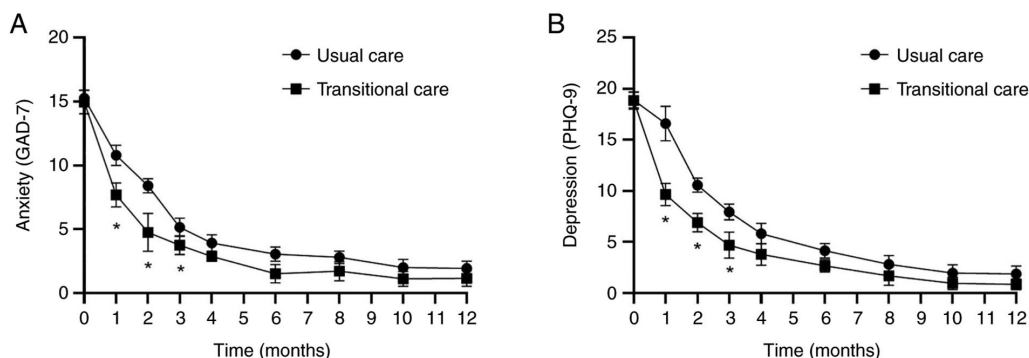 A
Anxiety (GAD-7)
20
15
10
5
0
Usual care
Transitional care
*
* *
0 1 2 3 4 5 6 7 8 9 10 11 12
Time (months)
B
Depression (PHQ-9)
25
20
15
10
5
0
Usual care
Transitional care
*
*
*
0 1 2 3 4 5 6 7 8 9 10 11 12
Time (months)